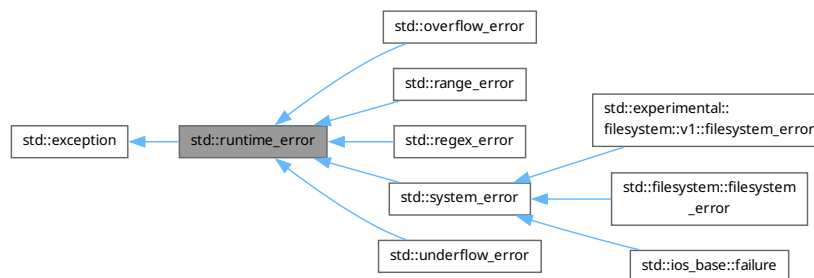 std::overflow_error
std::range_error
std::experimental::
filesystem::v1::filesystem_error
std::exception
std::runtime_error
std::regex_error
std::filesystem::filesystem
_error
std::system_error
std::underflow_error
std::ios_base::failure